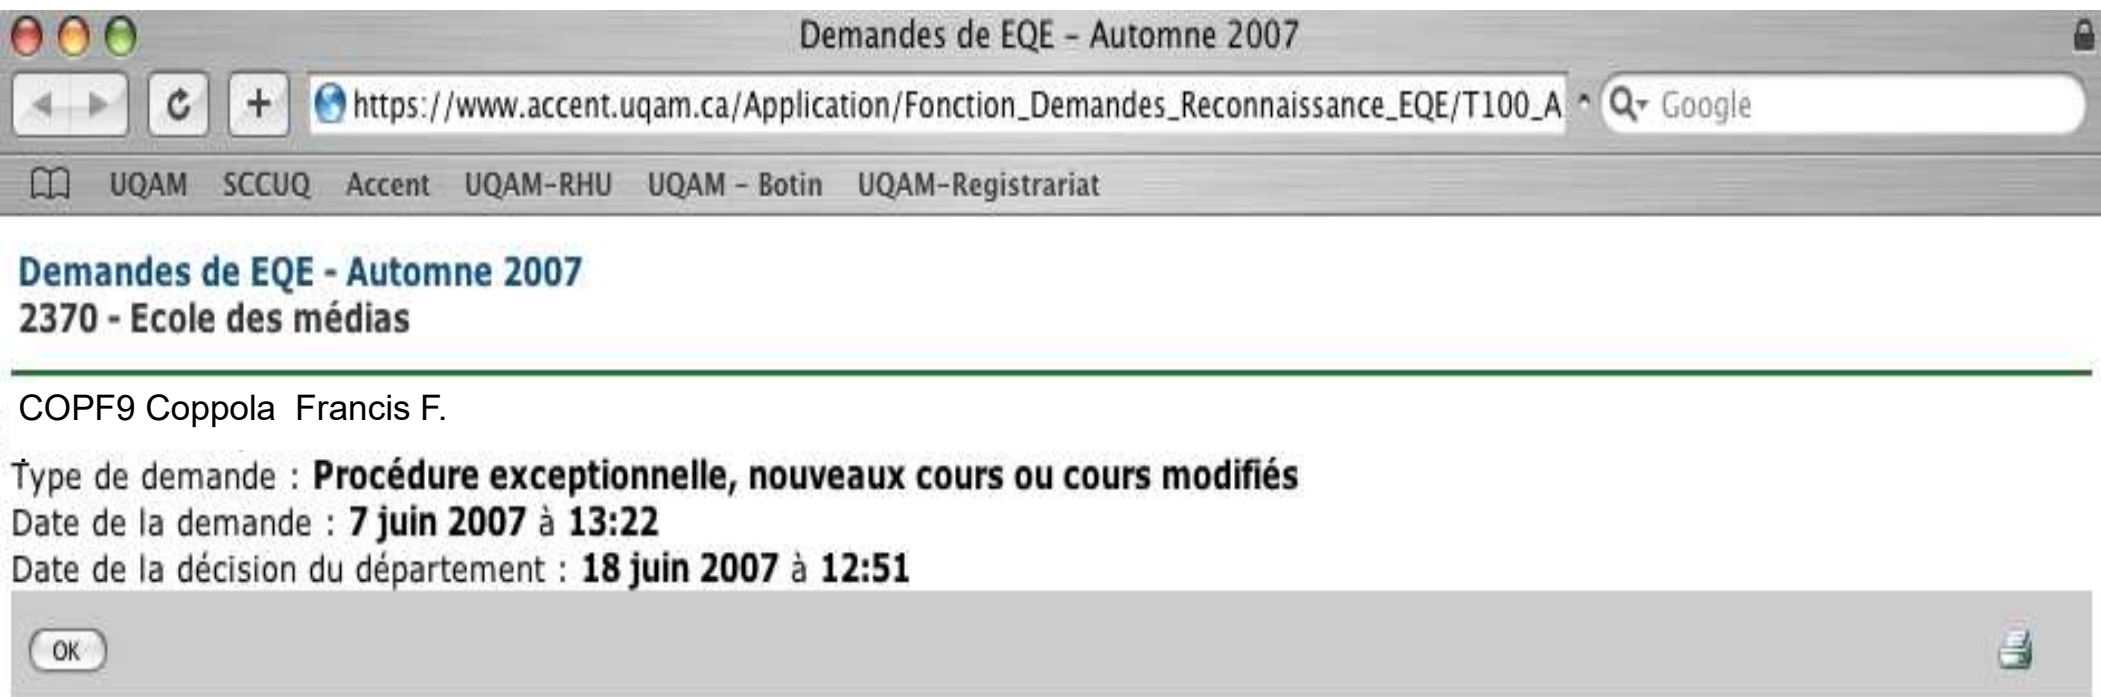 Demandes de EQE – Automne 2007
https://www.accent.uqam.ca/Application/Fonction_Demandes_Reconnaissance_EQE/T100_A
Google
UQAM SCCUQ Accent UQAM-RHU UQAM – Botin UQAM-Registrariat
Demandes de EQE - Automne 2007
2370 - Ecole des médias
COPF9 Coppola Francis F.
Type de demande : Procédure exceptionnelle, nouveaux cours ou cours modifiés
Date de la demande : 7 juin 2007 à 13:22
Date de la décision du département : 18 juin 2007 à 12:51
OK